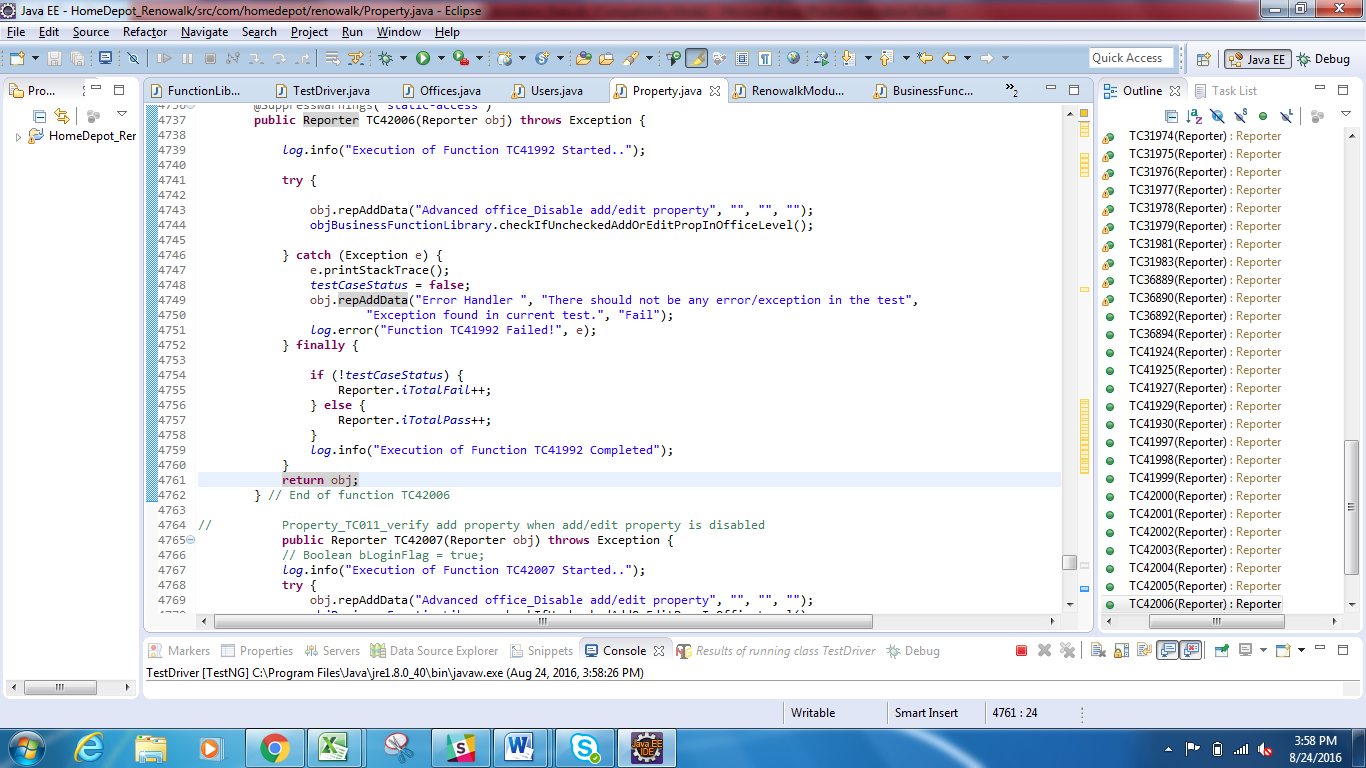 Java EE - HomeDepot_Renowalk/src/com/homedepot/renowalk/Property.java - Eclipse
File Edit Source Refactor Navigate Search Project Run Window Help
Quick Access Java EE Debug
Pro...
HomeDepot_Rer
FunctionLib... TestDriver.java Offices.java Users.java Property.java RenowalkModu... BusinessFunc... »2
4737 public Reporter TC42006(Reporter obj) throws Exception {
4738
4739 log.info("Execution of Function TC41992 Started..");
4740
4741 try {
4742
4743 obj.repAddData("Advanced office_Disable add/edit property", "", "", "");
4744 objBusinessFunctionLibrary.checkIfUncheckedAddOrEditPropInOfficeLevel();
4745
4746 } catch (Exception e) {
4747 e.printStackTrace();
4748 testCaseStatus = false;
4749 obj.repAddData("Error Handler ", "There should not be any error/exception in the test",
4750 "Exception found in current test.", "Fail");
4751 log.error("Function TC41992 Failed!", e);
4752 } finally {
4753
4754 if (!testCaseStatus) {
4755 Reporter.iTotalFail++;
4756 } else {
4757 Reporter.iTotalPass++;
4758 }
4759 log.info("Execution of Function TC41992 Completed");
4760 }
4761 return obj;
4762 } // End of function TC42006
4763
4764 // Property_TC011_verify add property when add/edit property is disabled
4765 public Reporter TC42007(Reporter obj) throws Exception {
4766 // Boolean bLoginFlag = true;
4767 log.info("Execution of Function TC42007 Started..");
4768 try {
4769 obj.repAddData("Advanced office_Disable add/edit property", "", "", "");
Outline Task List
TC31974(Reporter) : Reporter
TC31975(Reporter) : Reporter
TC31976(Reporter) : Reporter
TC31977(Reporter) : Reporter
TC31978(Reporter) : Reporter
TC31979(Reporter) : Reporter
TC31981(Reporter) : Reporter
TC31983(Reporter) : Reporter
TC36889(Reporter) : Reporter
TC36890(Reporter) : Reporter
TC36892(Reporter) : Reporter
TC36894(Reporter) : Reporter
TC41924(Reporter) : Reporter
TC41925(Reporter) : Reporter
TC41927(Reporter) : Reporter
TC41929(Reporter) : Reporter
TC41930(Reporter) : Reporter
TC41997(Reporter) : Reporter
TC41998(Reporter) : Reporter
TC41999(Reporter) : Reporter
TC42000(Reporter) : Reporter
TC42001(Reporter) : Reporter
TC42002(Reporter) : Reporter
TC42003(Reporter) : Reporter
TC42004(Reporter) : Reporter
TC42005(Reporter) : Reporter
TC42006(Reporter) : Reporter
Markers Properties Servers Data Source Explorer Snippets Console Results of running class TestDriver Debug
TestDriver [TestNG] C:\Program Files\Java\jre1.8.0_40\bin\javaw.exe (Aug 24, 2016, 3:58:26 PM)
Writable Smart Insert 4761 : 24
Java EE
IDE
3:58 PM
8/24/2016